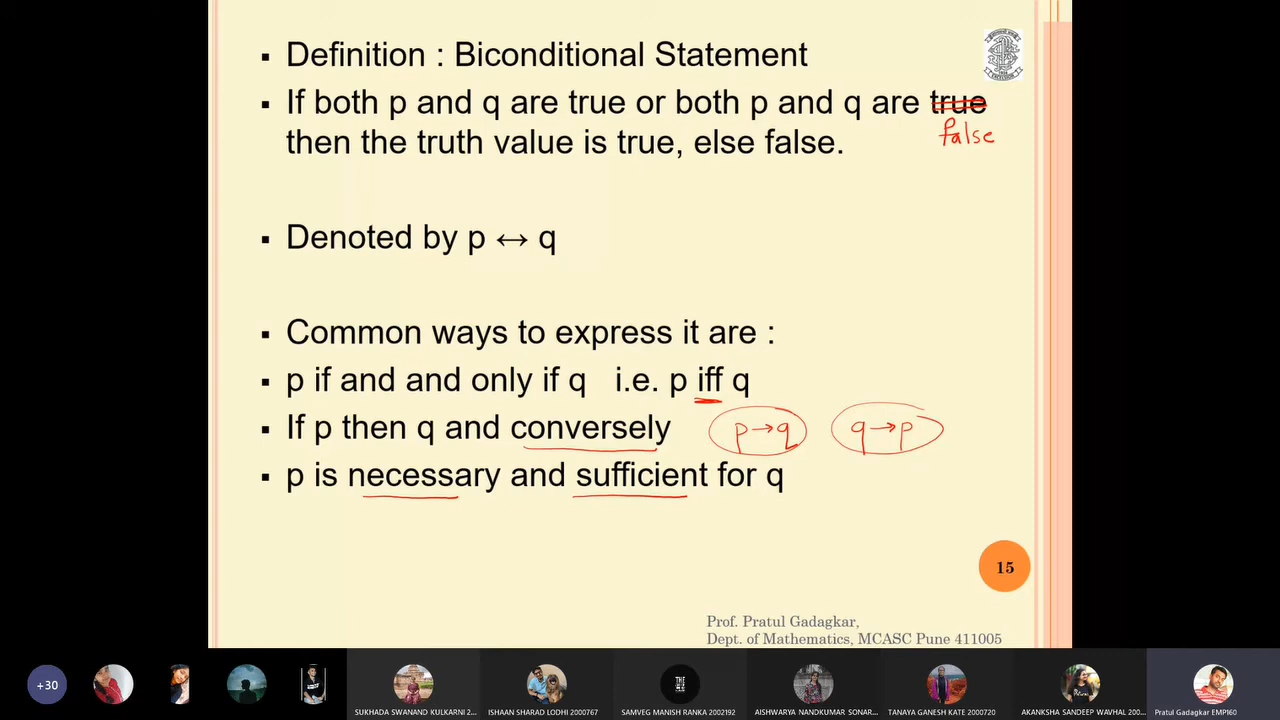 Definition : Biconditional Statement
If both p and q are true or both p and q are true
false
then the truth value is true, else false.
Denoted by p ↔ q
Common ways to express it are :
p if and and only if q i.e. p iff q
If p then q and conversely p→q q→p
p is necessary and sufficient for q
15
Prof. Pratul Gadagkar,
Dept. of Mathematics, MCASC Pune 411005
+30
SUKHADA SWANAND KULKARNI 2...
ISHAAN SHARAD LODHI 2000767
SAMVEG MANISH RANKA 2002192
AISHWARYA NANDKUMAR SONAR...
TANAYA GANESH KATE 2000720
AKANKSHA SANDEEP WAVHAL 200...
Pratul Gadagkar EMP160